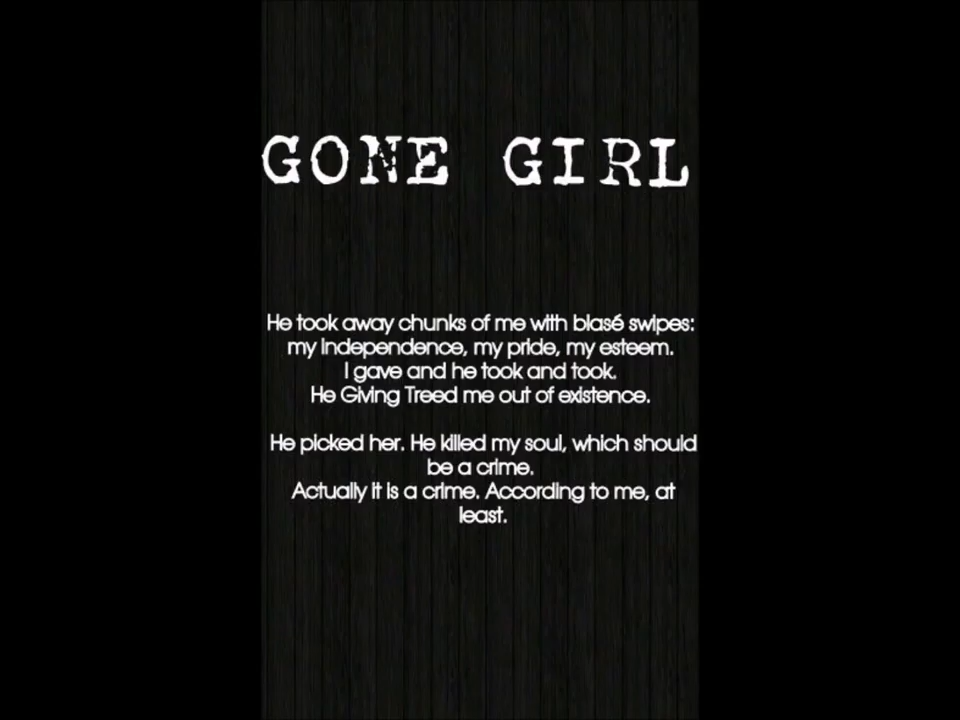 GONE GIRL
He took away chunks of me with blasé swipes:
my independence, my pride, my esteem.
I gave and he took and took.
He Giving Treed me out of existence.
He picked her. He killed my soul, which should
be a crime.
Actually it is a crime. According to me, at
least.